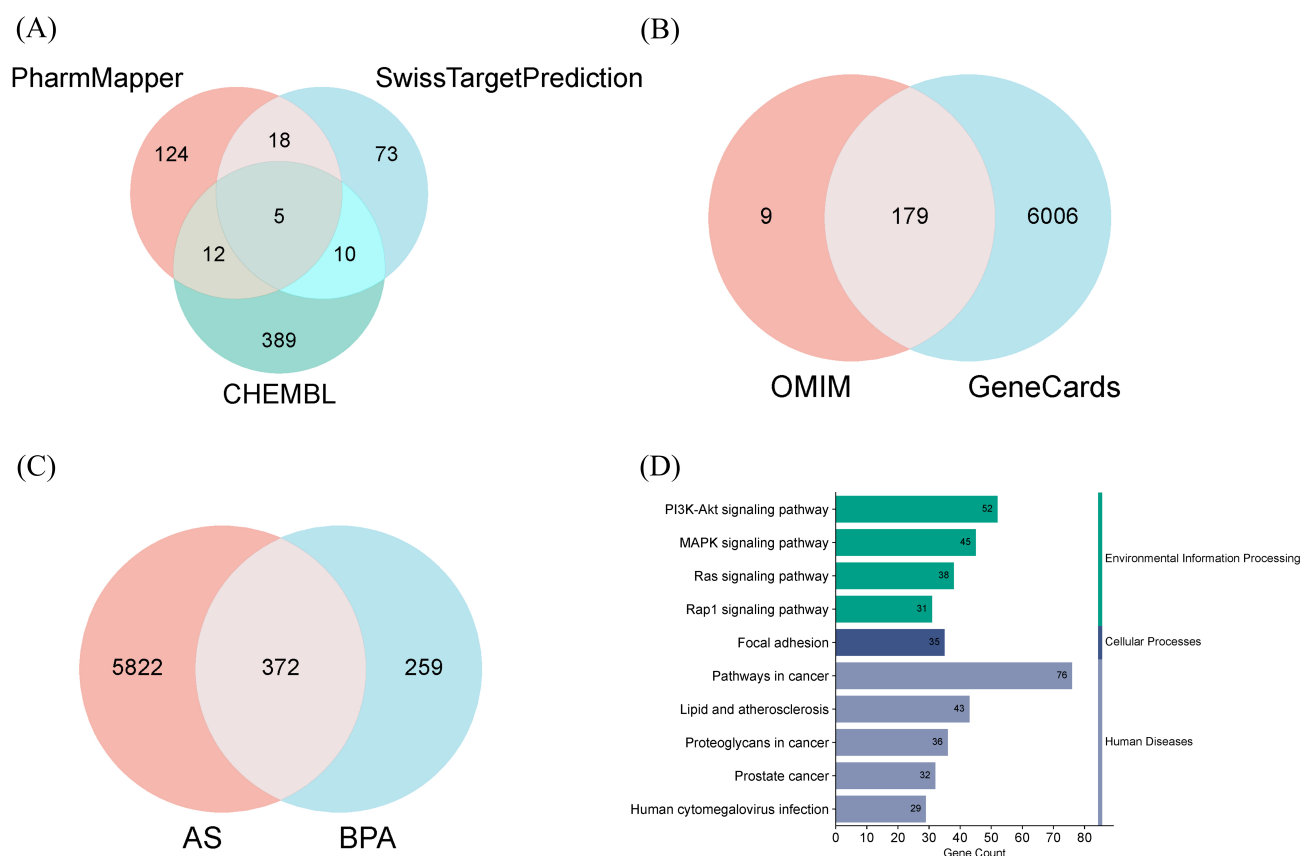 (A)
PharmMapper
SwissTargetPrediction
18
124
73
5
12
10
389
CHEMBL
(B)
9
179
6006
OMIM
GeneCards
(C)
5822
372
259
AS
BPA
(D)
PI3K-Akt signaling pathway
52
MAPK signaling pathway
45
Ras signaling pathway
38
Rap1 signaling pathway
31
Focal adhesion
35
Pathways in cancer
76
Lipid and atherosclerosis
43
Proteoglycans in cancer
36
Prostate cancer
32
Human cytomegalovirus infection
29
Environmental Information Processing
Cellular Processes
Human Diseases
0 10 20 30 40 50 60 70 80
Gene Count